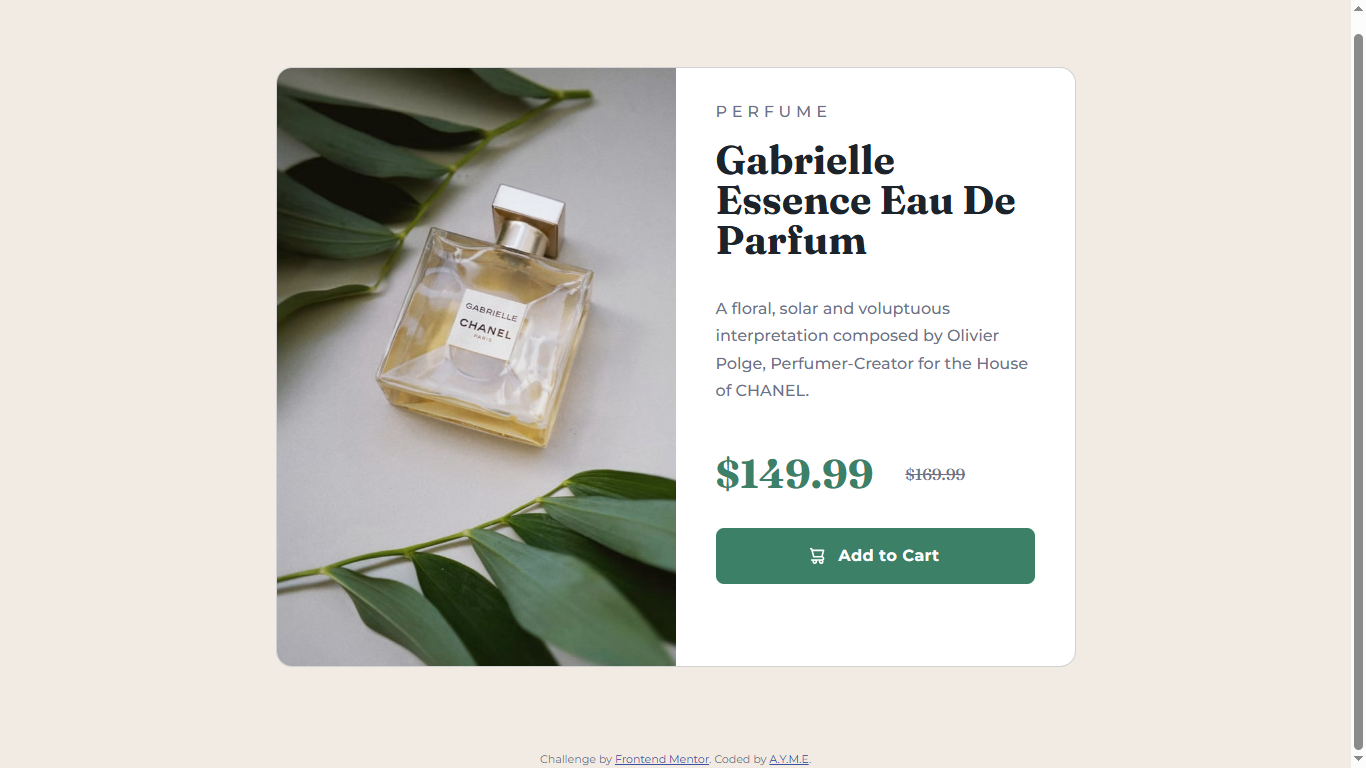 PERFUME
Gabrielle
Essence Eau De
Parfum
A floral, solar and voluptuous
interpretation composed by Olivier
Polge, Perfumer-Creator for the House
of CHANEL.
$149.99 $169.99
Add to Cart
GABRIELLE
CHANEL
PARIS
Challenge by Frontend Mentor. Coded by A.Y.M.E.